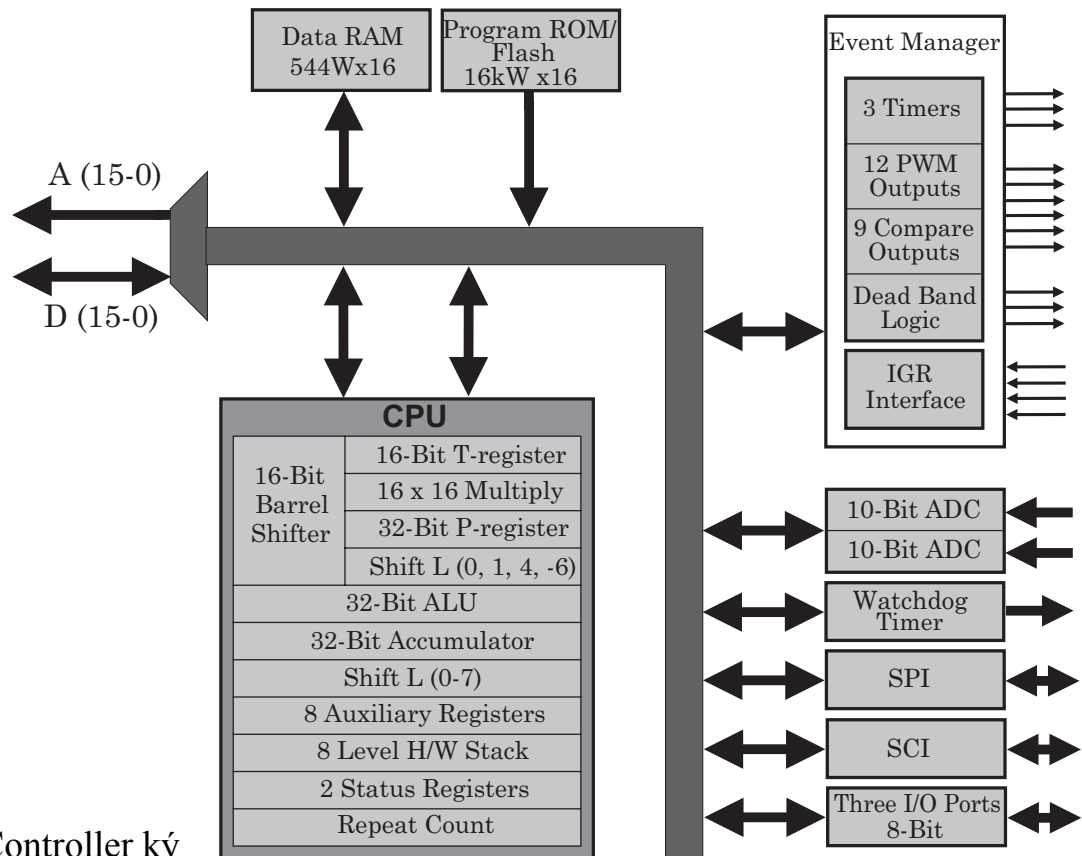 Data RAM
544Wx16
Program ROM/
Flash
16kW x16
A (15-0)
D (15-0)
Event Manager
3 Timers
12 PWM
Outputs
9 Compare
Outputs
Dead Band
Logic
IGR
Interface
CPU
16-Bit
Barrel
Shifter
16-Bit T-register
16 x 16 Multiply
32-Bit P-register
Shift L (0, 1, 4, -6)
32-Bit ALU
32-Bit Accumulator
Shift L (0-7)
8 Auxiliary Registers
8 Level H/W Stack
2 Status Registers
Repeat Count
10-Bit ADC
10-Bit ADC
Watchdog
Timer
SPI
SCI
Three I/O Ports
8-Bit
Controller ký